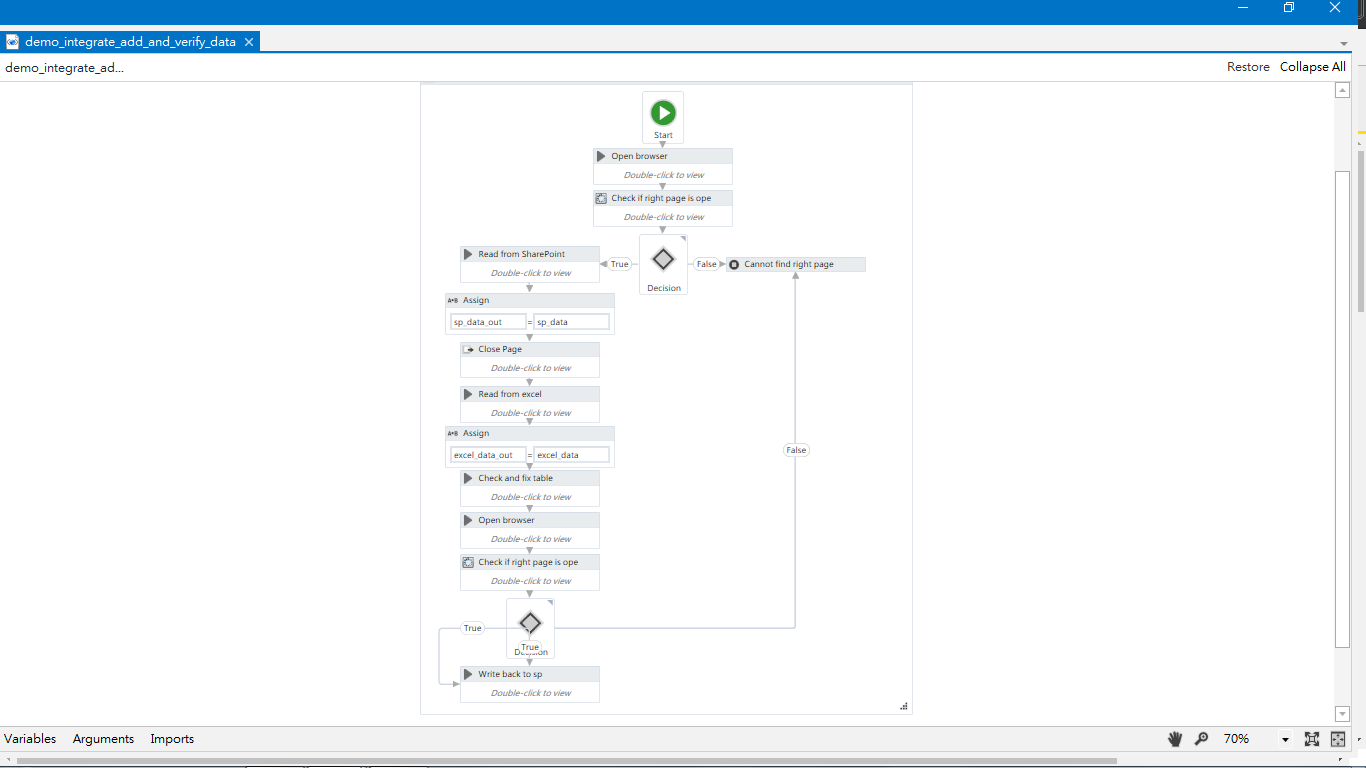 demo_integrate_add_and_verify_data
demo_integrate_ad...
Restore Collapse All
Start
Open browser
Double-click to view
Check if right page is ope
Double-click to view
Read from SharePoint
Double-click to view
True
Decision
False
Cannot find right page
A*B Assign
sp_data_out = sp_data
Close Page
Double-click to view
Read from excel
Double-click to view
A*B Assign
excel_data_out = excel_data
False
Check and fix table
Double-click to view
Open browser
Double-click to view
Check if right page is ope
Double-click to view
True
True
Decision
Write back to sp
Double-click to view
Variables Arguments Imports
70%